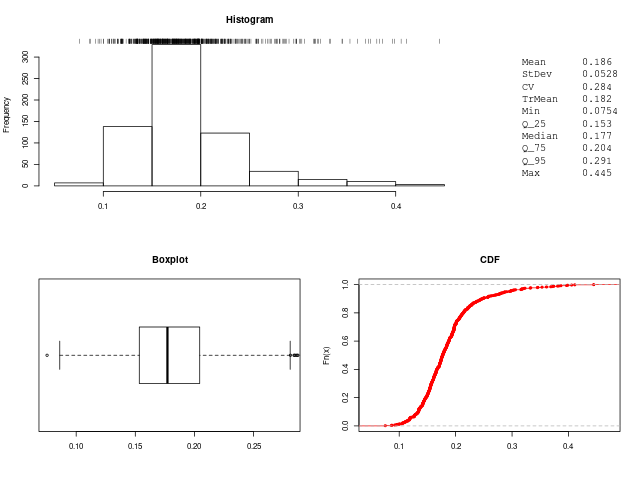 Histogram
Frequency
0 50 100 150 200 250 300
0.1 0.2 0.3 0.4
Mean 0.186
StDev 0.0528
CV 0.284
TrMean 0.182
Min 0.0754
Q_25 0.153
Median 0.177
Q_75 0.204
Q_95 0.291
Max 0.445
Boxplot
0.10 0.15 0.20 0.25
CDF
Fn(x)
0.0 0.2 0.4 0.6 0.8 1.0
0.1 0.2 0.3 0.4